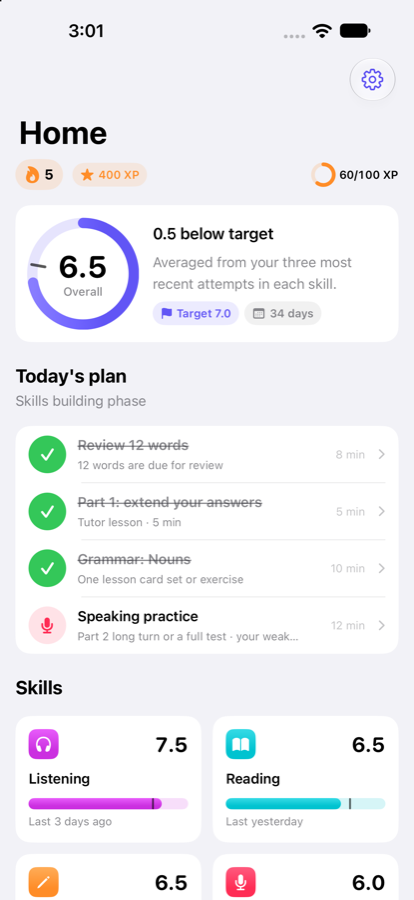 3:01
Home
5
400 XP
60/100 XP
6.5
Overall
0.5 below target
Averaged from your three most
recent attempts in each skill.
Target 7.0
34 days
Today's plan
Skills building phase
Review 12 words
12 words are due for review
8 min
Part 1: extend your answers
Tutor lesson · 5 min
5 min
Grammar: Nouns
One lesson card set or exercise
10 min
Speaking practice
Part 2 long turn or a full test · your weak...
12 min
Skills
7.5
Listening
Last 3 days ago
6.5
Reading
Last yesterday
6.5
6.0